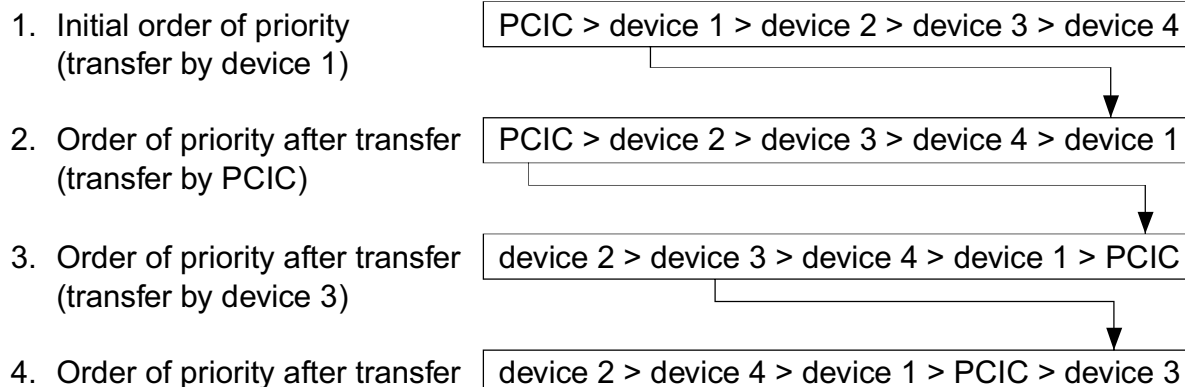 1. Initial order of priority PCIC > device 1 > device 2 > device 3 > device 4
(transfer by device 1)
2. Order of priority after transfer PCIC > device 2 > device 3 > device 4 > device 1
(transfer by PCIC)
3. Order of priority after transfer device 2 > device 3 > device 4 > device 1 > PCIC
(transfer by device 3)
4. Order of priority after transfer device 2 > device 4 > device 1 > PCIC > device 3